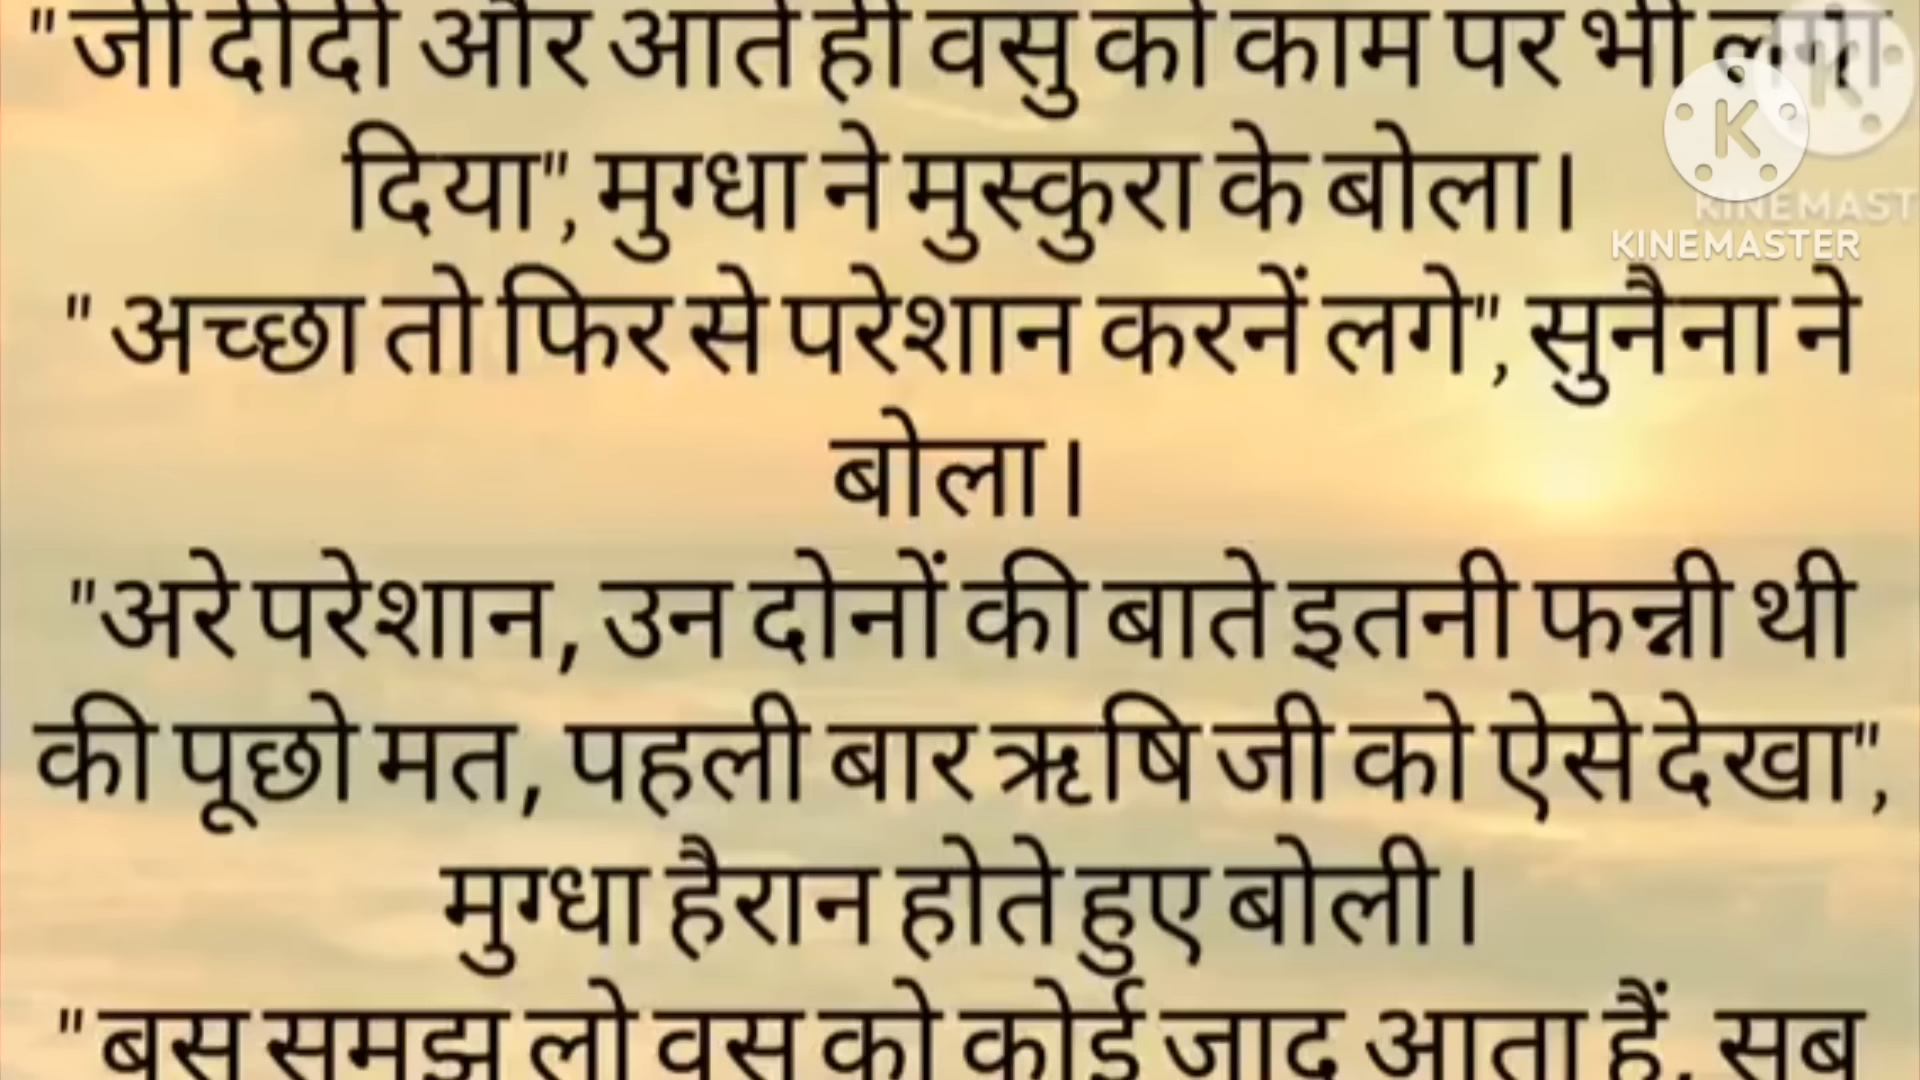 "जी दीदी और आते ही वसु को काम पर भी लगा
दिया", मुग्धा ने मुस्कुरा के बोला।
" अच्छा तो फिर से परेशान करनें लगे", सुनैना ने
बोला।
"अरे परेशान, उन दोनों की बाते इतनी फन्नी थी
की पूछो मत, पहली बार ऋषि जी को ऐसे देखा",
मुग्धा हैरान होते हुए बोली।
"बस समझ लो वसु को कोई जादू आता हैं, सब
K
KINEMAST
K
KINEMASTER